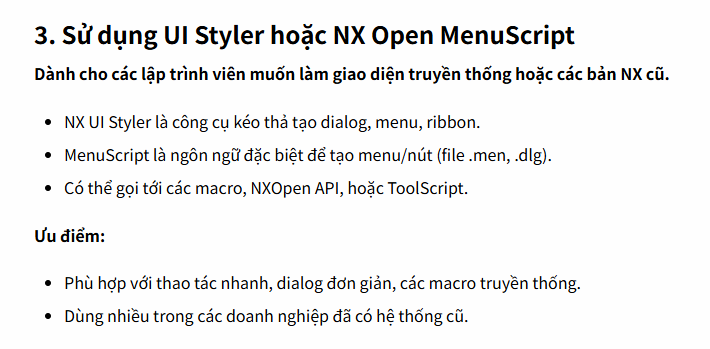 3. Sử dụng UI Styler hoặc NX Open MenuScript
Dành cho các lập trình viên muốn làm giao diện truyền thống hoặc các bản NX cũ.
• NX UI Styler là công cụ kéo thả tạo dialog, menu, ribbon.
• MenuScript là ngôn ngữ đặc biệt để tạo menu/nút (file .men, .dlg).
• Có thể gọi tới các macro, NXOpen API, hoặc ToolScript.
Ưu điểm:
• Phù hợp với thao tác nhanh, dialog đơn giản, các macro truyền thống.
• Dùng nhiều trong các doanh nghiệp đã có hệ thống cũ.